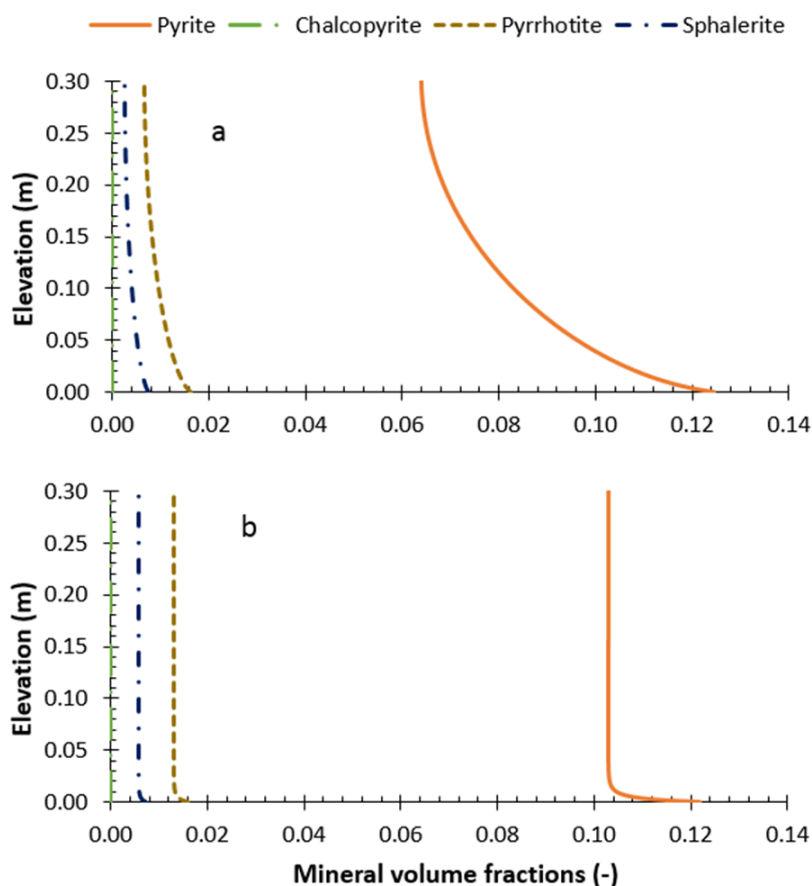 Pyrite Chalcopyrite Pyrrhotite Sphalerite
a
Elevation (m)
0.30
0.25
0.20
0.15
0.10
0.05
0.00
0.00 0.02 0.04 0.06 0.08 0.10 0.12 0.14
b
Elevation (m)
0.30
0.25
0.20
0.15
0.10
0.05
0.00
0.00 0.02 0.04 0.06 0.08 0.10 0.12 0.14
Mineral volume fractions (-)